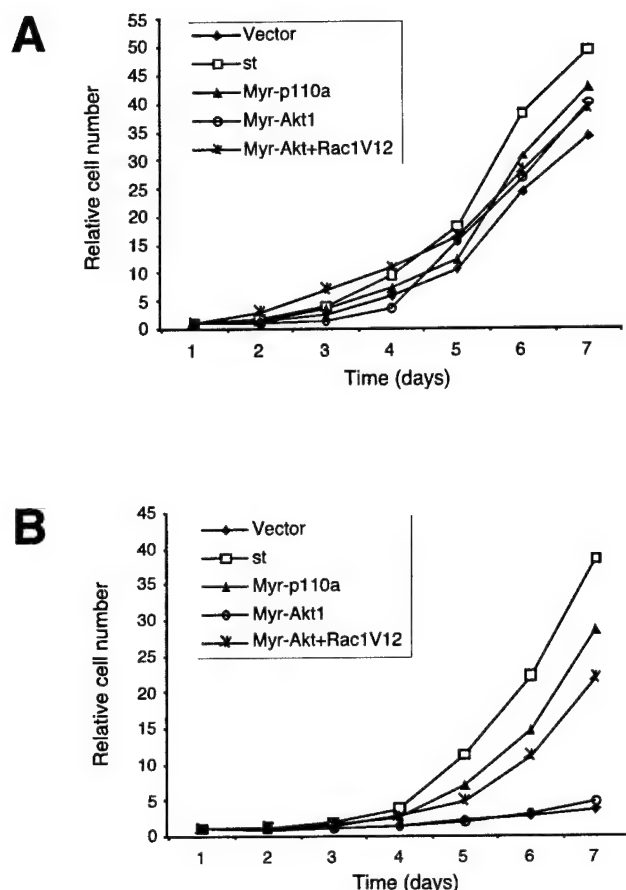 A
55
50
45
40
35
30
25
20
15
10
5
0
Relative cell number
Vector
st
Myr-p110a
Myr-Akt1
Myr-Akt+Rac1V12
1 2 3 4 5 6 7
Time (days)
B
45
40
35
30
25
20
15
10
5
0
Relative cell number
Vector
st
Myr-p110a
Myr-Akt1
Myr-Akt+Rac1V12
1 2 3 4 5 6 7
Time (days)